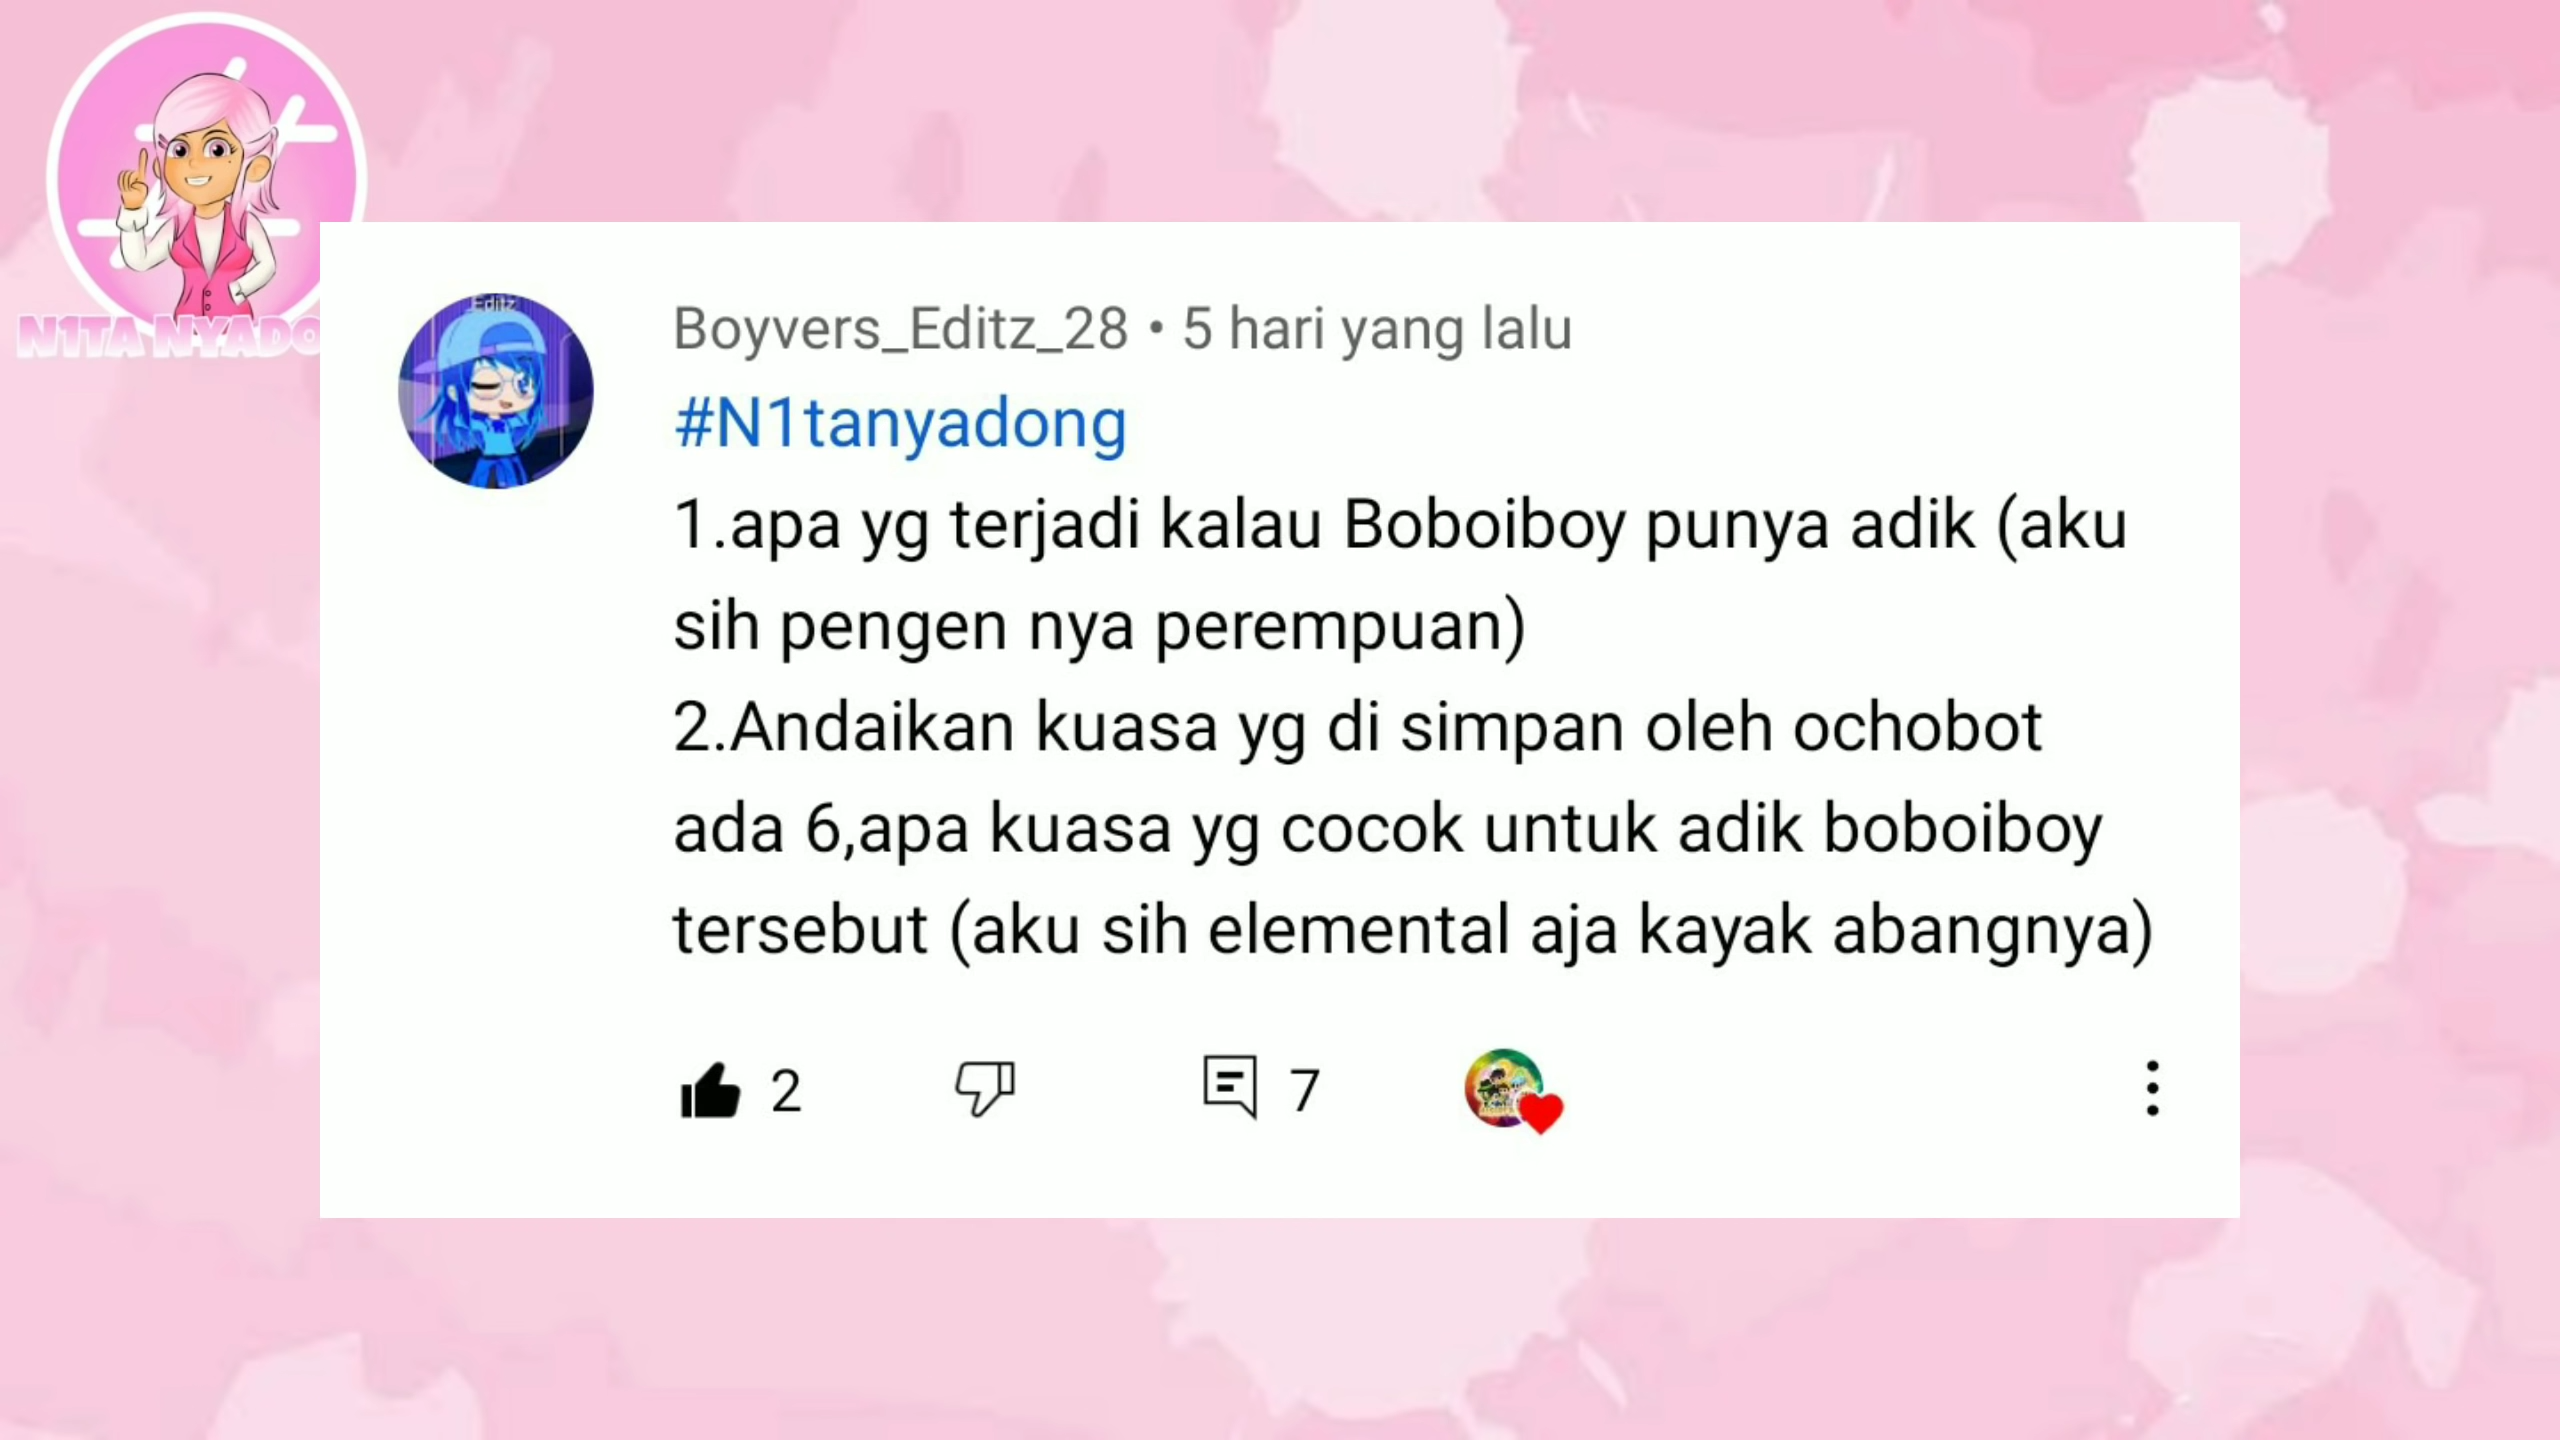 N1TA NYADO
Editz
Boyvers_Editz_28 • 5 hari yang lalu
#N1tanyadong
1.apa yg terjadi kalau Boboiboy punya adik (aku
sih pengen nya perempuan)
2.Andaikan kuasa yg di simpan oleh ochobot
ada 6,apa kuasa yg cocok untuk adik boboiboy
tersebut (aku sih elemental aja kayak abangnya)
2
7